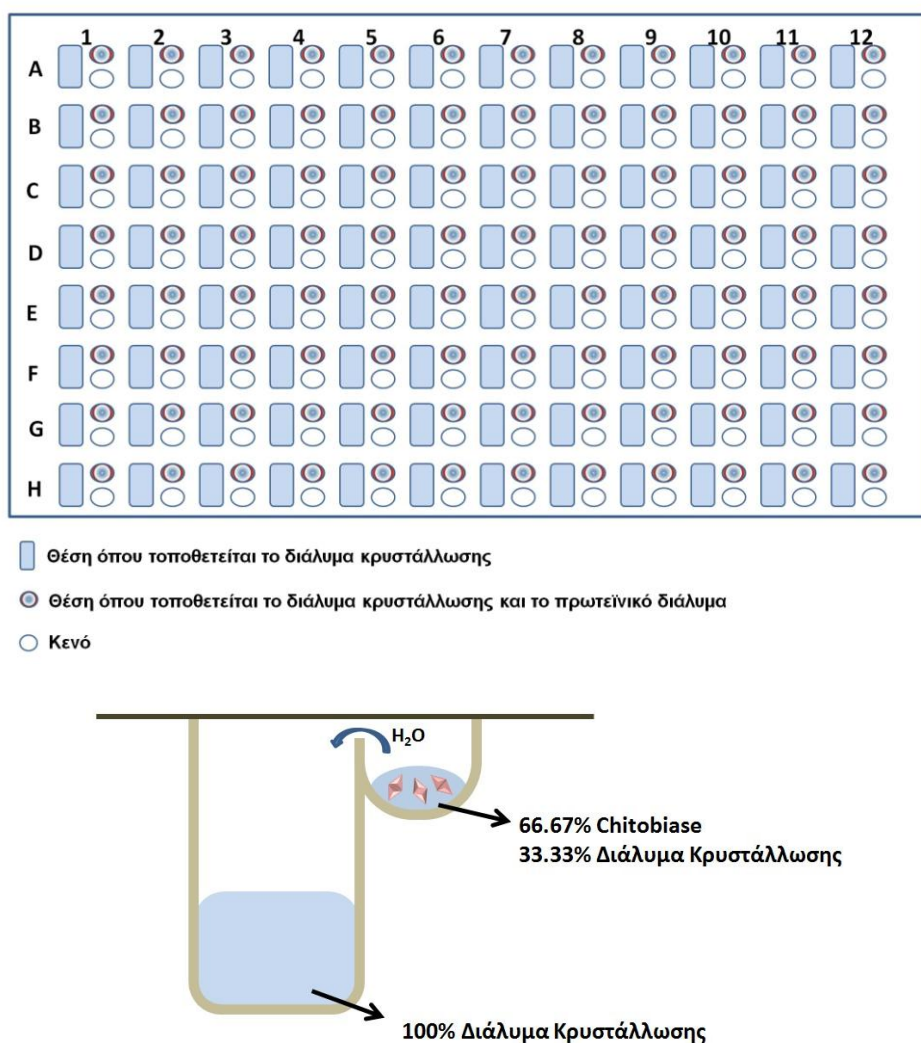 1 2 3 4 5 6 7 8 9 10 11 12
A
B
C
D
E
F
G
H
Θέση όπου τοποθετείται το διάλυμα κρυστάλλωσης
Θέση όπου τοποθετείται το διάλυμα κρυστάλλωσης και το πρωτεϊνικό διάλυμα
Κενό
H₂O
66.67% Chitobiase
33.33% Διάλυμα Κρυστάλλωσης
100% Διάλυμα Κρυστάλλωσης